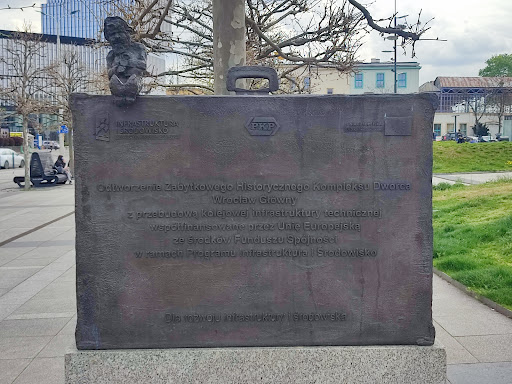 INFRASTRUKTURA
I ŚRODOWISKO
PKP
Odtworzenie Zabytkowego Historycznego Kompleksu Dworca
Wrocław Główny
z przebudową kolejowej infrastruktury technicznej
współfinansowane przez Unię Europejską
ze środków Funduszu Spójności
w ramach Programu Infrastruktura i Środowisko
Dla rozwoju infrastruktury i środowiska